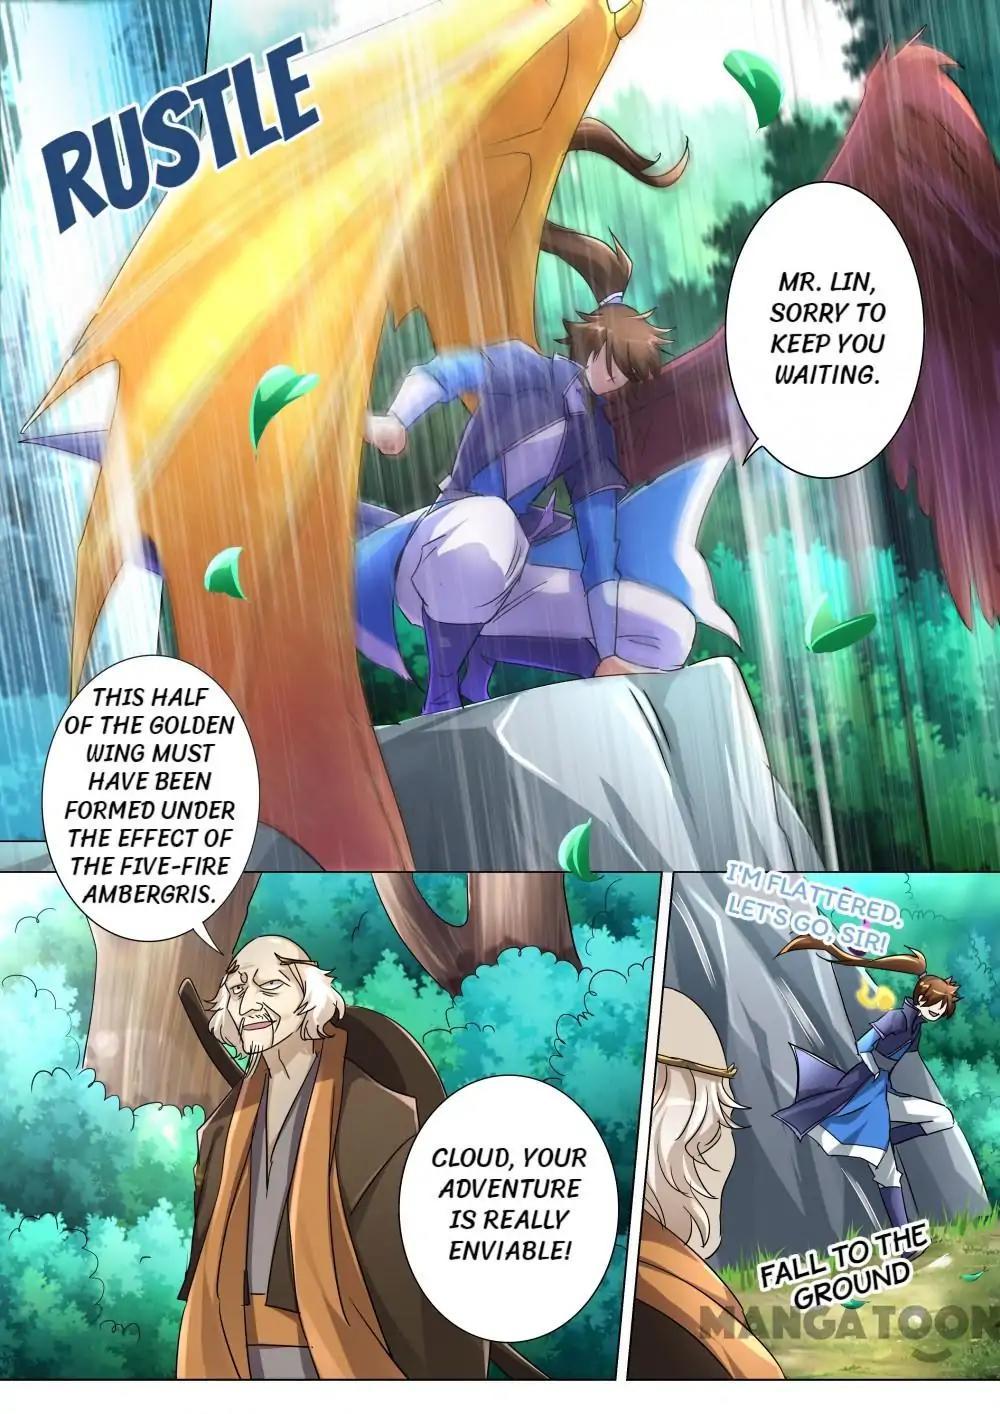 RUSTLE
MR. LIN,
SORRY TO
KEEP YOU
WAITING.
THIS HALF
OF THE GOLDEN
WING MUST
HAVE BEEN
FORMED UNDER
THE EFFECT OF
THE FIVE-FIRE
AMBERGRIS.
CLOUD, YOUR
ADVENTURE
IS REALLY
ENVIABLE!
I'M FLATTERED.
LET'S GO, SIR!
FALL TO THE
GROUND
MANGATOON